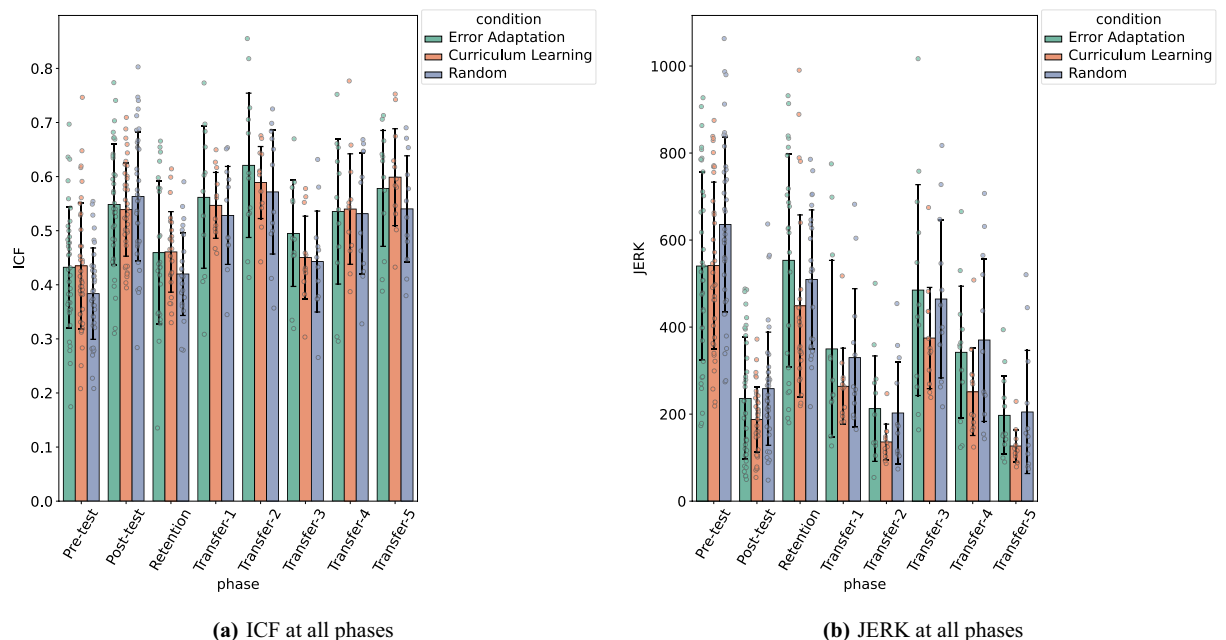 condition
Error Adaptation
Curriculum Learning
Random
0.8
0.7
0.6
0.5
0.4
0.3
0.2
0.1
0.0
ICF
Pre-test
Post-test
Retention
Transfer-1
Transfer-2
Transfer-3
Transfer-4
Transfer-5
phase
(a) ICF at all phases
condition
Error Adaptation
Curriculum Learning
Random
1000
800
600
400
200
0
JERK
Pre-test
Post-test
Retention
Transfer-1
Transfer-2
Transfer-3
Transfer-4
Transfer-5
phase
(b) JERK at all phases